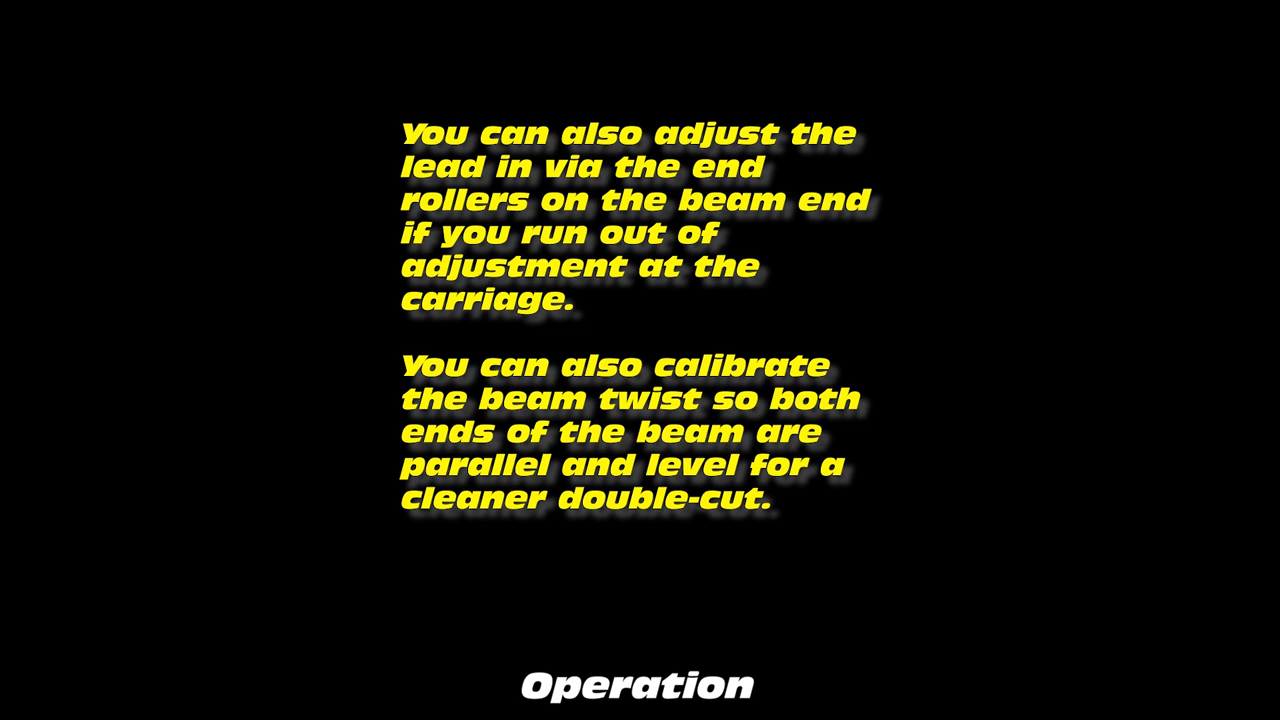 You can also adjust the
lead in via the end
rollers on the beam end
if you run out of
adjustment at the
carriage.
You can also calibrate
the beam twist so both
ends of the beam are
parallel and level for a
cleaner double-cut.
Operation